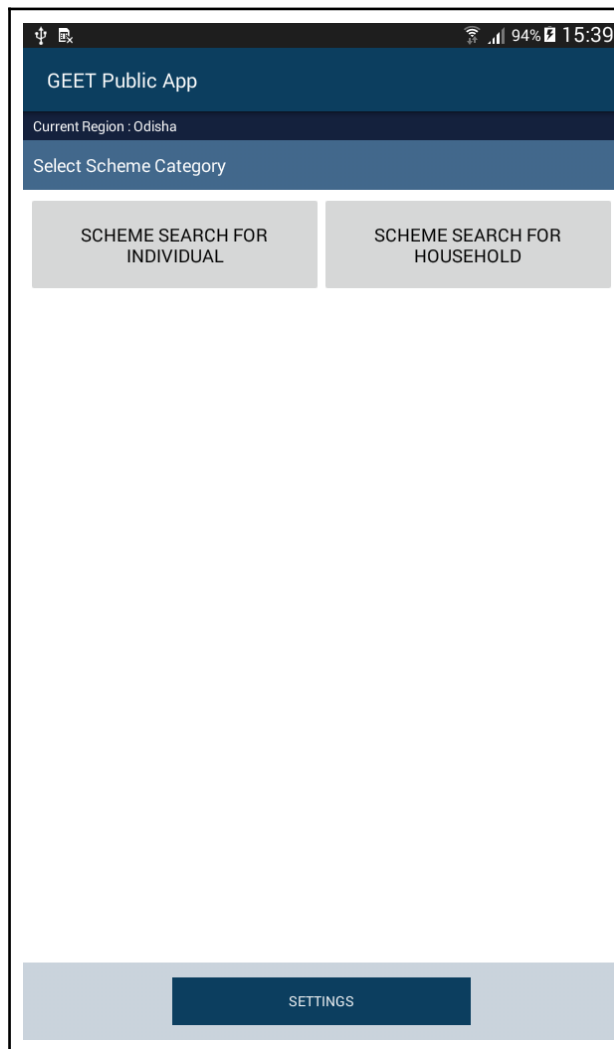 94% 15:39
GEET Public App
Current Region : Odisha
Select Scheme Category
SCHEME SEARCH FOR
INDIVIDUAL
SCHEME SEARCH FOR
HOUSEHOLD
SETTINGS